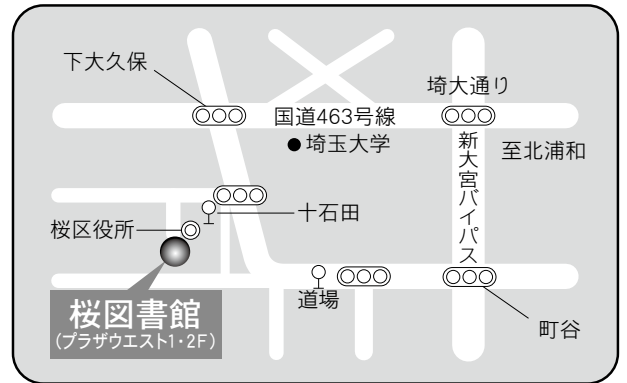 下大久保
埼大通り
国道463号線
埼玉大学
新大宮バイパス
至北浦和
十石田
桜区役所
道場
桜図書館
(プラザウエスト1・2F)
町谷